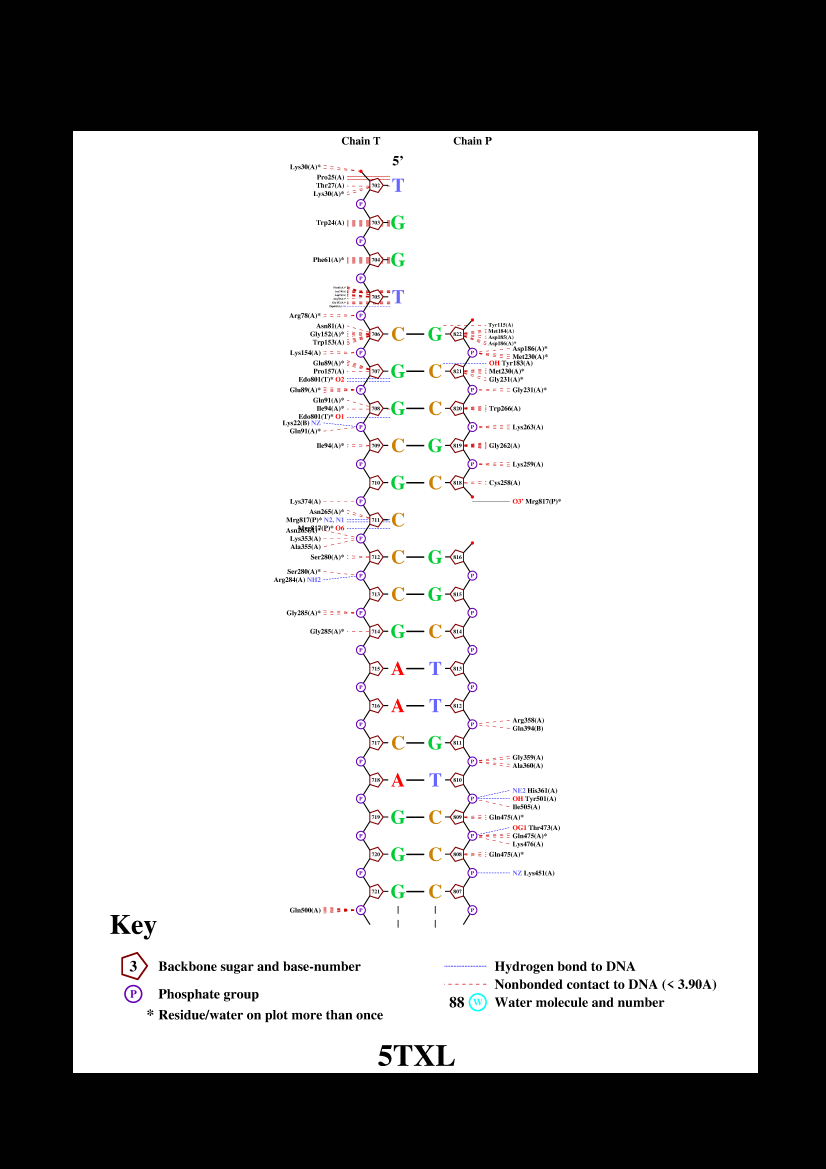 Chain T Chain P
5’
Lys30(A)*
Pro25(A)
Thr27(A) 702 T
Lys30(A)*
P
Trp24(A) 703 G
P
Phe61(A)* 704 G
P
705 T
Arg78(A)* P
Tyr115(A)
Asn81(A) Met184(A)
Gly152(A)* 706 C G 822 Asp185(A)
Trp153(A) Asp186(A)*
Asp186(A)*
Lys154(A) P P Met230(A)*
Glu89(A)* OH Tyr183(A)
Pro157(A) 707 G C 821 Met230(A)*
Edo801(T)* O2 Gly231(A)*
Glu89(A)* P P Gly231(A)*
Gln91(A)*
Ile94(A)* 708 G C 820 Trp266(A)
Edo801(T)* O1
Lys22(B) NZ P P Lys263(A)
Gln91(A)*
Ile94(A)* 709 C G 819 Gly262(A)
P P Lys259(A)
710 G C 818 Cys258(A)
Lys374(A) P O3' Mrg817(P)*
Asn265(A)*
Mrg817(P)* N2, N1 711 C
Mrg817(P)* O6
Lys353(A) P
Ala355(A)
Ser280(A)* 712 C G 816
Ser280(A)*
Arg284(A) NH2 P P
713 C G 815
Gly285(A)* P P
Gly285(A)* 714 G C 814
P P
715 A T 813
P P
716 A T 812
Arg358(A)
P P Gln394(B)
717 C G 811
Gly359(A)
P P Ala360(A)
718 A T 810
NE2 His361(A)
P P OH Tyr501(A)
Ile505(A)
719 G C 809 Gln475(A)*
OG1 Thr473(A)
P P Gln475(A)*
Lys476(A)
720 G C 808 Gln475(A)*
P P NZ Lys451(A)
721 G C 807
Gln500(A) P P
Key
3 Backbone sugar and base-number
P Phosphate group
* Residue/water on plot more than once
Hydrogen bond to DNA
Nonbonded contact to DNA (< 3.90A)
88 W Water molecule and number
5TXL